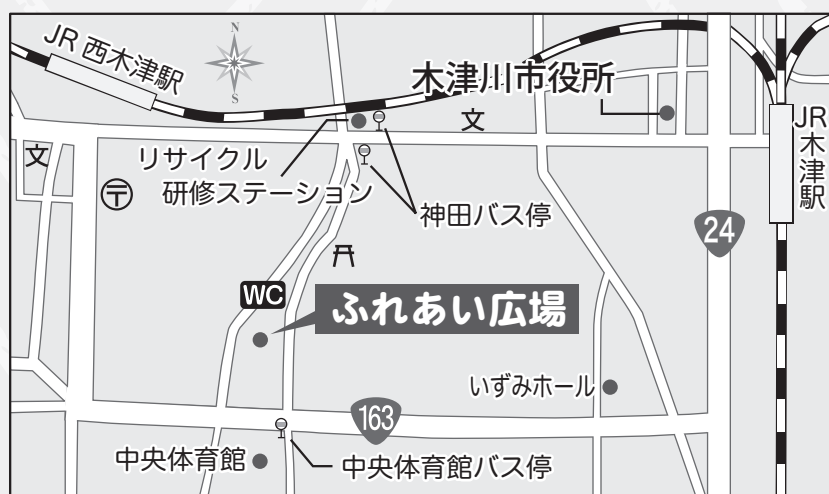 N
S
JR 西木津駅
木津川市役所
文
文
JR木津駅
リサイクル
研修ステーション
〒
神田バス停
24
WC
ふれあい広場
いずみホール
163
中央体育館
中央体育館バス停